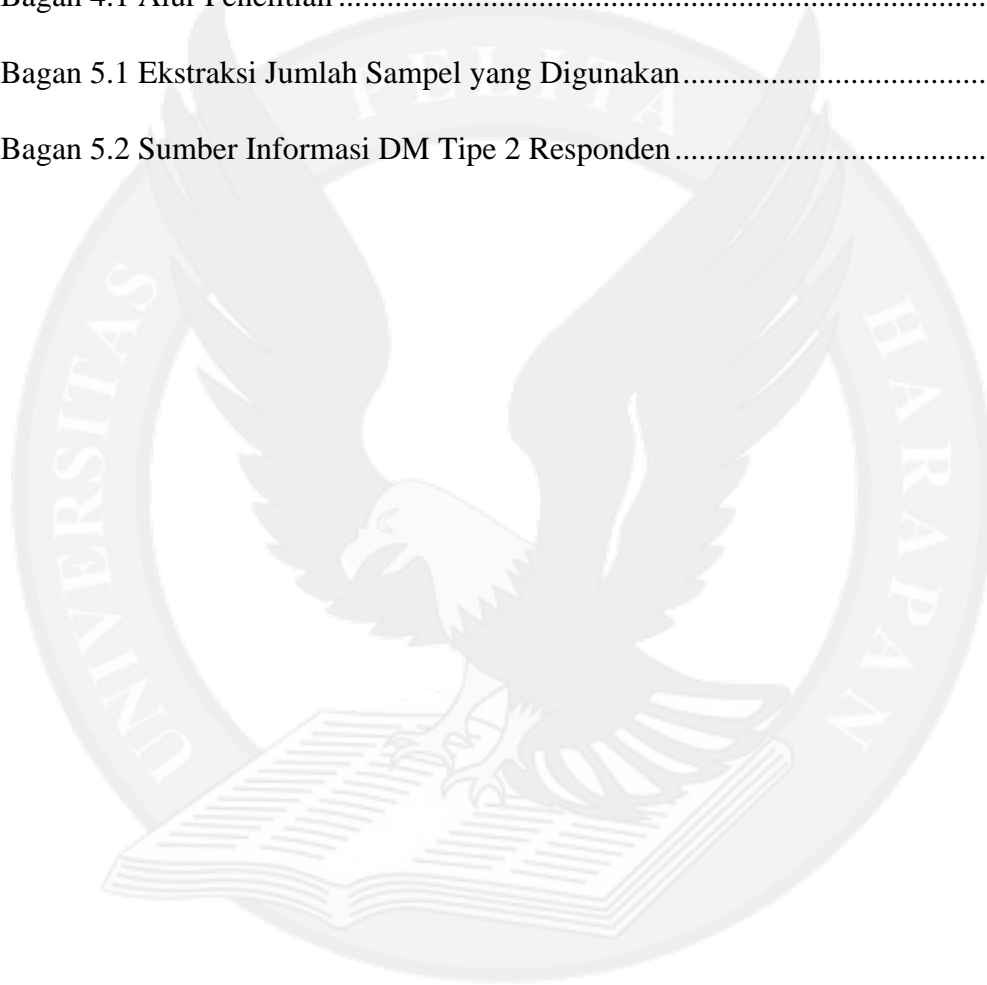 Bagan 4.1 Alur Penelitian ................................................................................
Bagan 5.1 Ekstraksi Jumlah Sampel yang Digunakan......................................
Bagan 5.2 Sumber Informasi DM Tipe 2 Responden.......................................
UNIVERSITAS PELITA HARAPAN